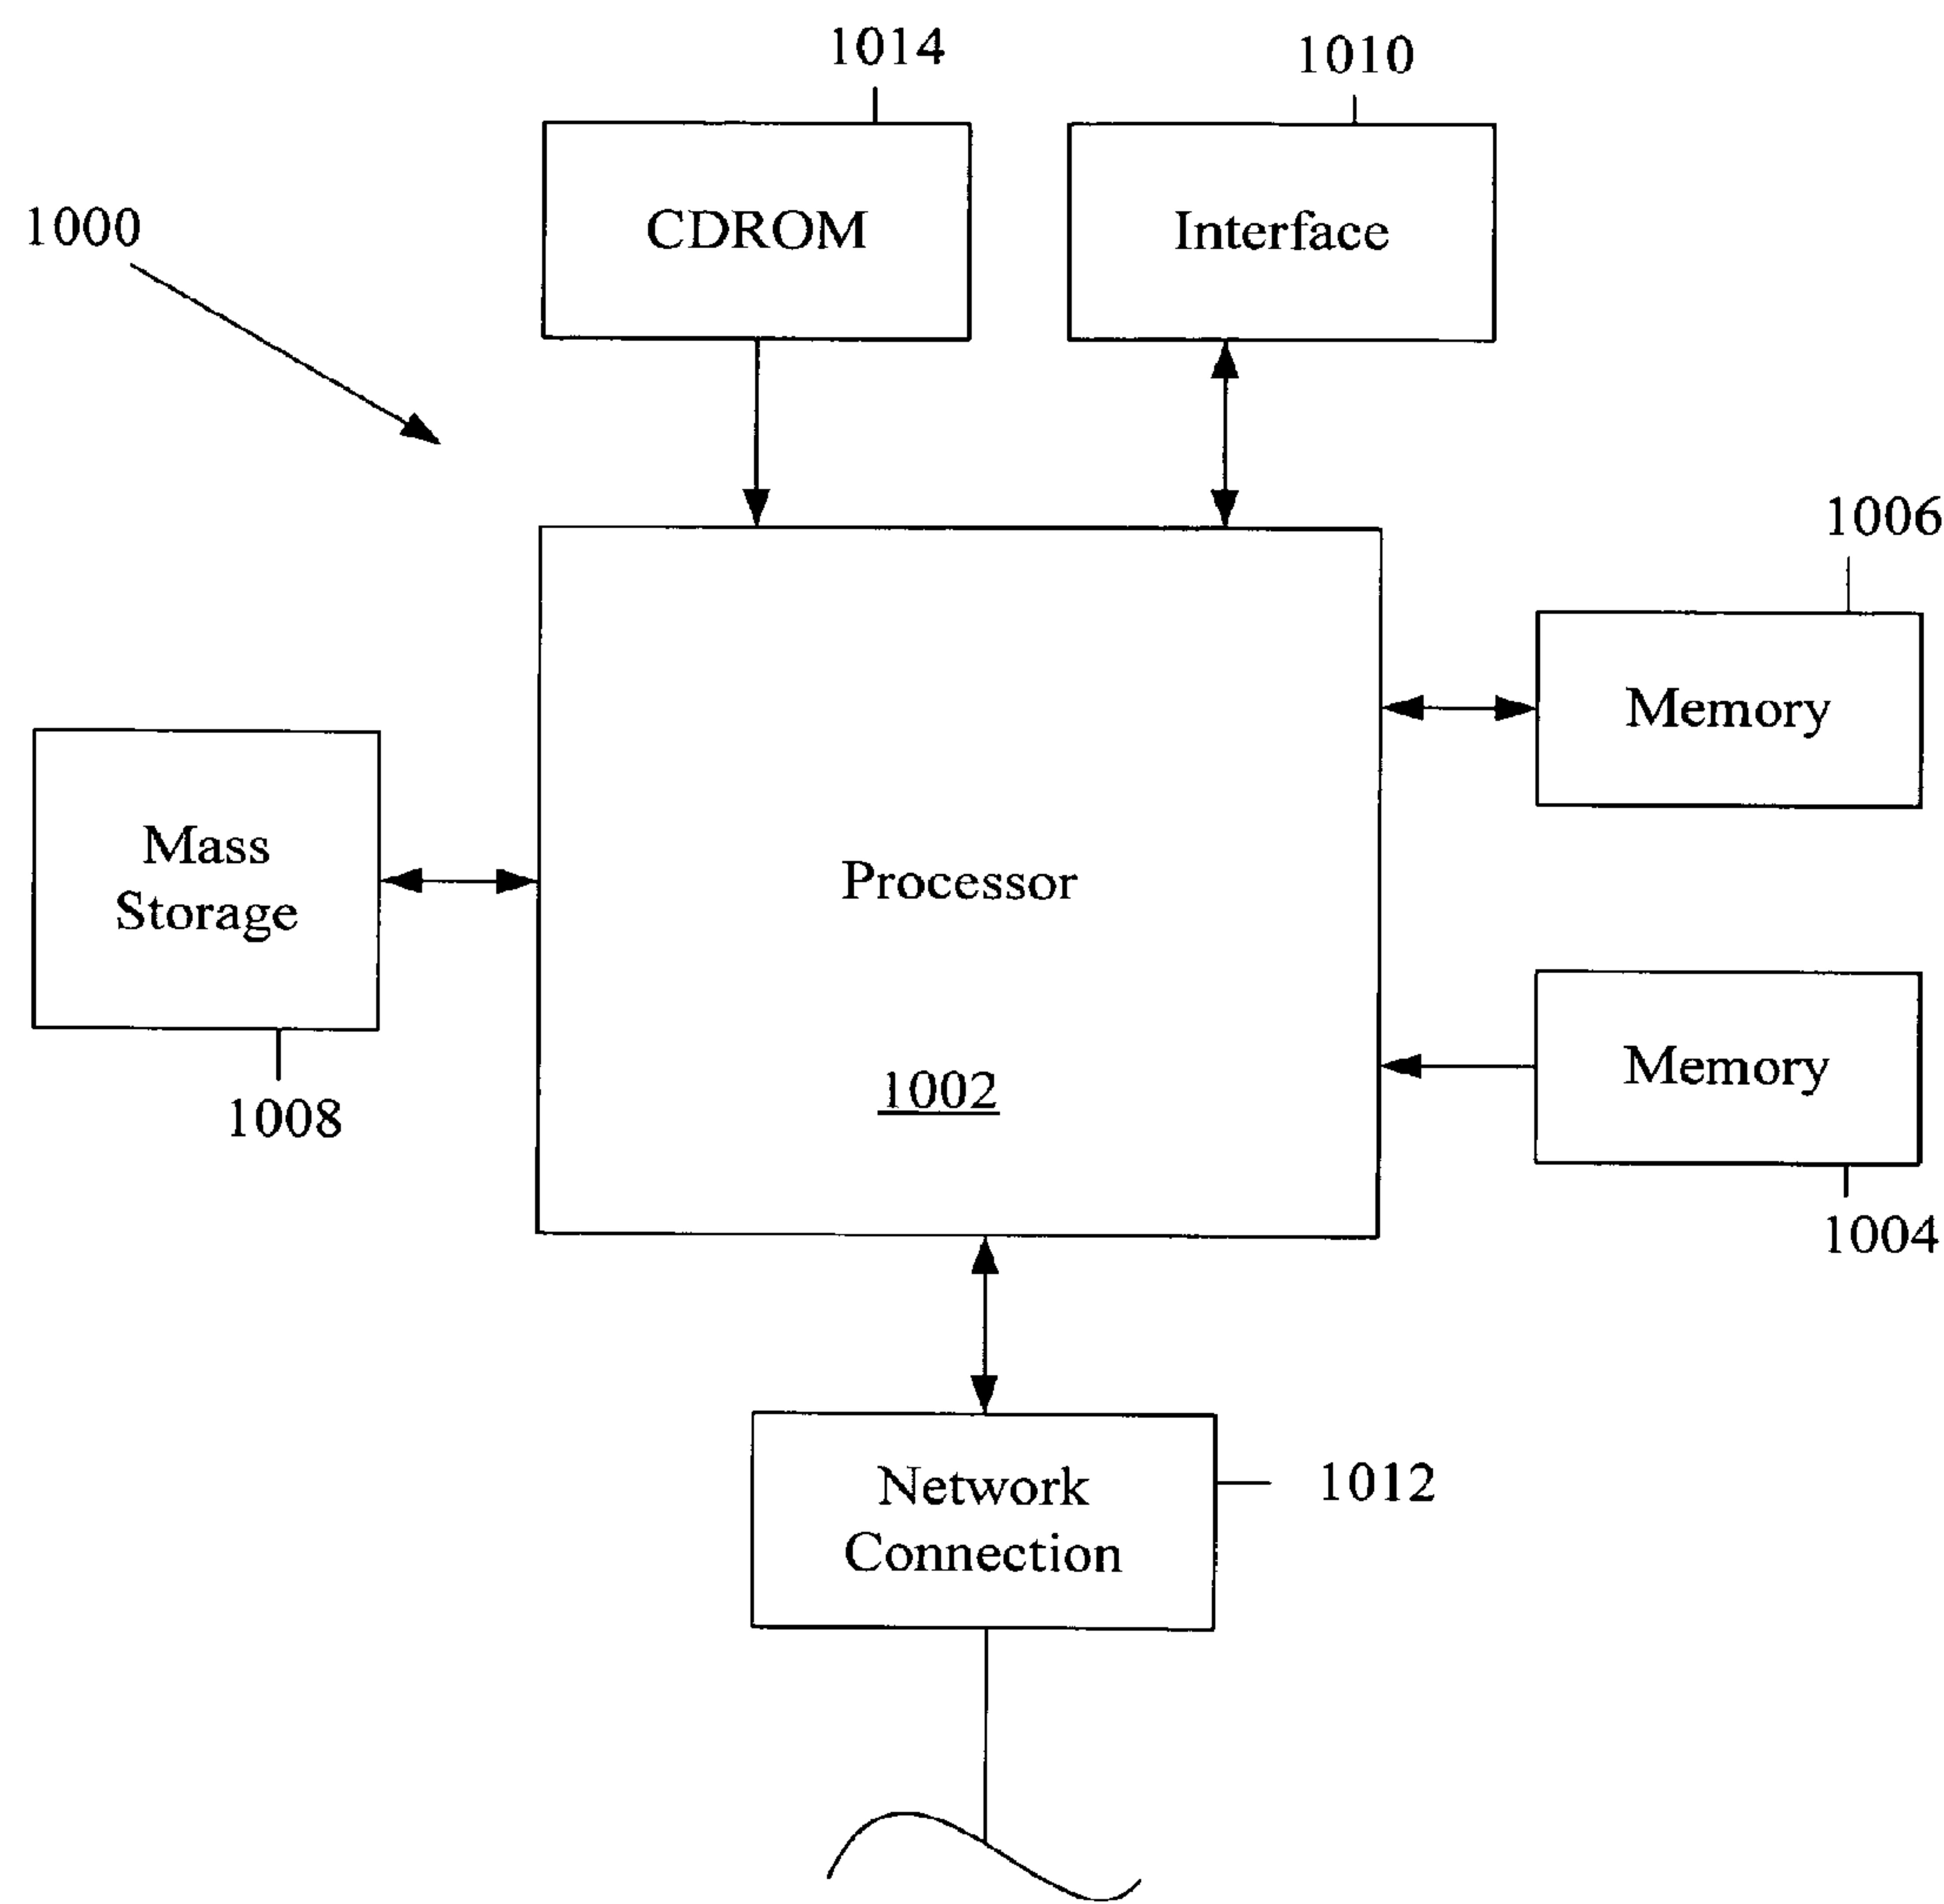 1014
1010
1000
CDROM
Interface
1006
Memory
Mass
Storage
Processor
Memory
1002
1008
1004
Network
Connection
1012